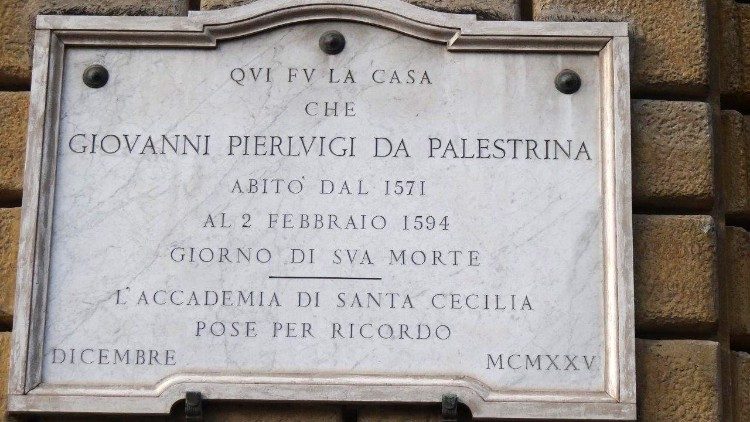 QVI FV LA CASA
CHE
GIOVANNI PIERLVIGI DA PALESTRINA
ABITO' DAL 1571
AL 2 FEBBRAIO 1594
GIORNO DI SVA MORTE
L'ACCADEMIA DI SANTA CECILIA
POSE PER RICORDO
DICEMBRE MCMXXV